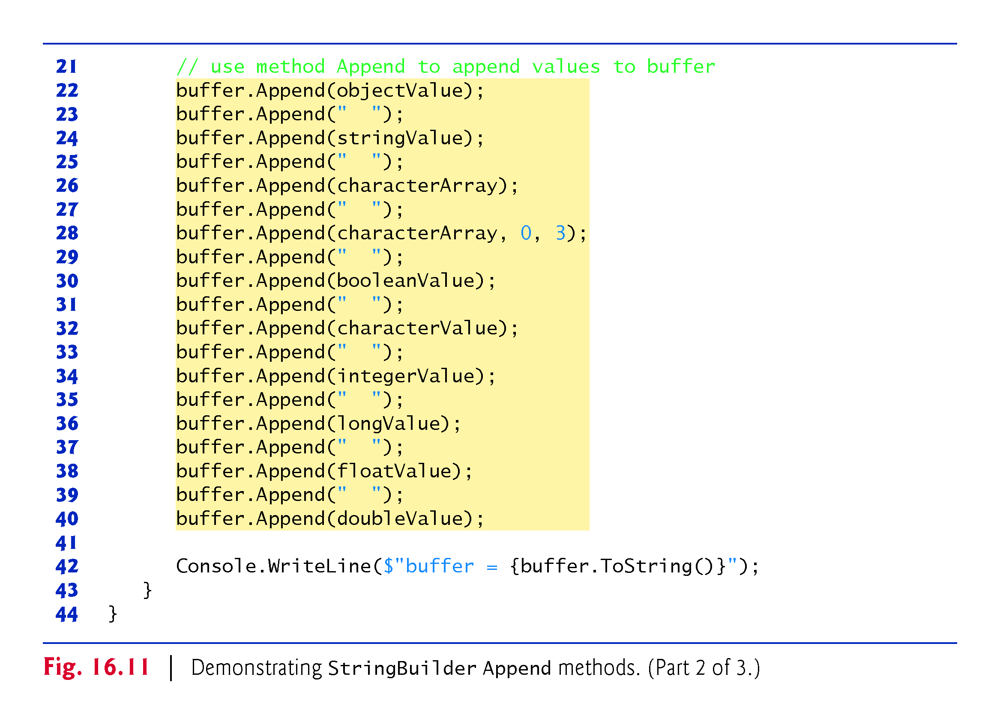 21 // use method Append to append values to buffer
22 buffer.Append(objectValue);
23 buffer.Append("  ");
24 buffer.Append(stringValue);
25 buffer.Append("  ");
26 buffer.Append(characterArray);
27 buffer.Append("  ");
28 buffer.Append(characterArray, 0, 3);
29 buffer.Append("  ");
30 buffer.Append(booleanValue);
31 buffer.Append("  ");
32 buffer.Append(characterValue);
33 buffer.Append("  ");
34 buffer.Append(integerValue);
35 buffer.Append("  ");
36 buffer.Append(longValue);
37 buffer.Append("  ");
38 buffer.Append(floatValue);
39 buffer.Append("  ");
40 buffer.Append(doubleValue);
41
42 Console.WriteLine($"buffer = {buffer.ToString()}");
43 }
44 }
Fig. 16.11 | Demonstrating StringBuilder Append methods. (Part 2 of 3.)